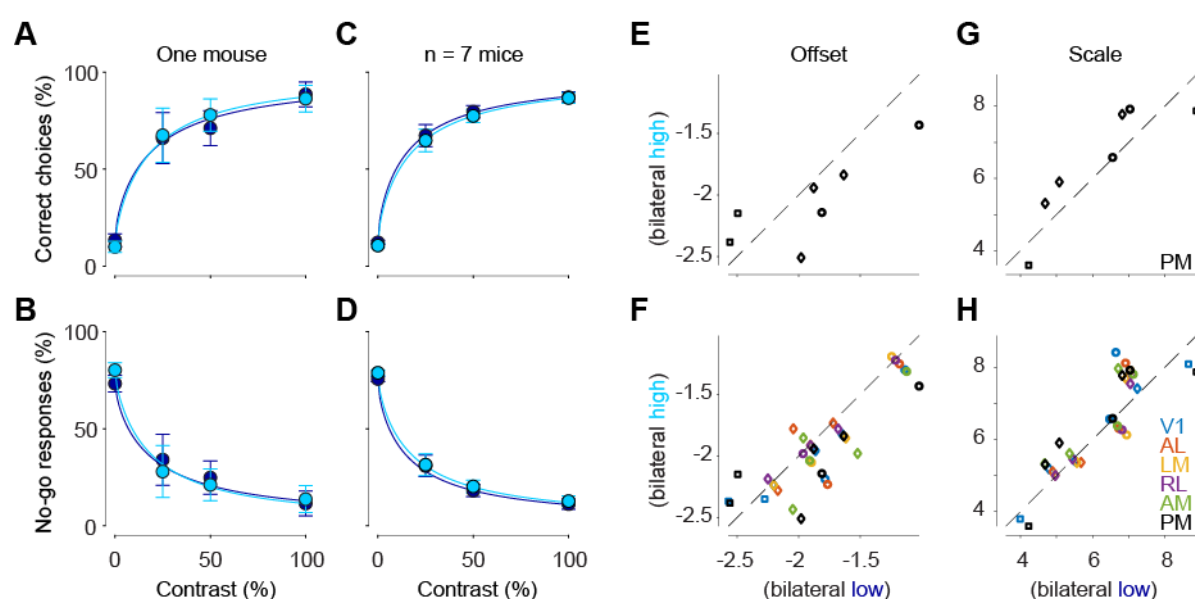 A
One mouse
C
n = 7 mice
E
Offset
G
Scale
Correct choices (%)
100
50
0
(bilateral high)
-1.5
-2
-2.5
8
6
4
PM
B
D
F
H
No-go responses (%)
100
50
0
0
50
100
Contrast (%)
0
50
100
Contrast (%)
(bilateral high)
-1.5
-2
-2.5
-2.5
-2
-1.5
(bilateral low)
8
6
4
4
6
8
(bilateral low)
V1
AL
LM
RL
AM
PM